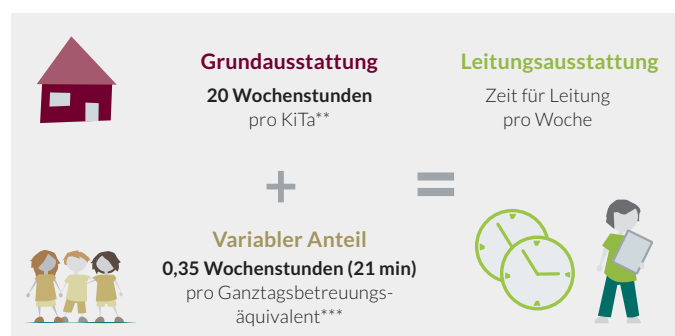 Grundausstattung
20 Wochenstunden
pro KiTa**
+
Variabler Anteil
0,35 Wochenstunden (21 min)
pro Ganztagsbetreuungs-
äquivalent***
=
Leitungsausstattung
Zeit für Leitung
pro Woche